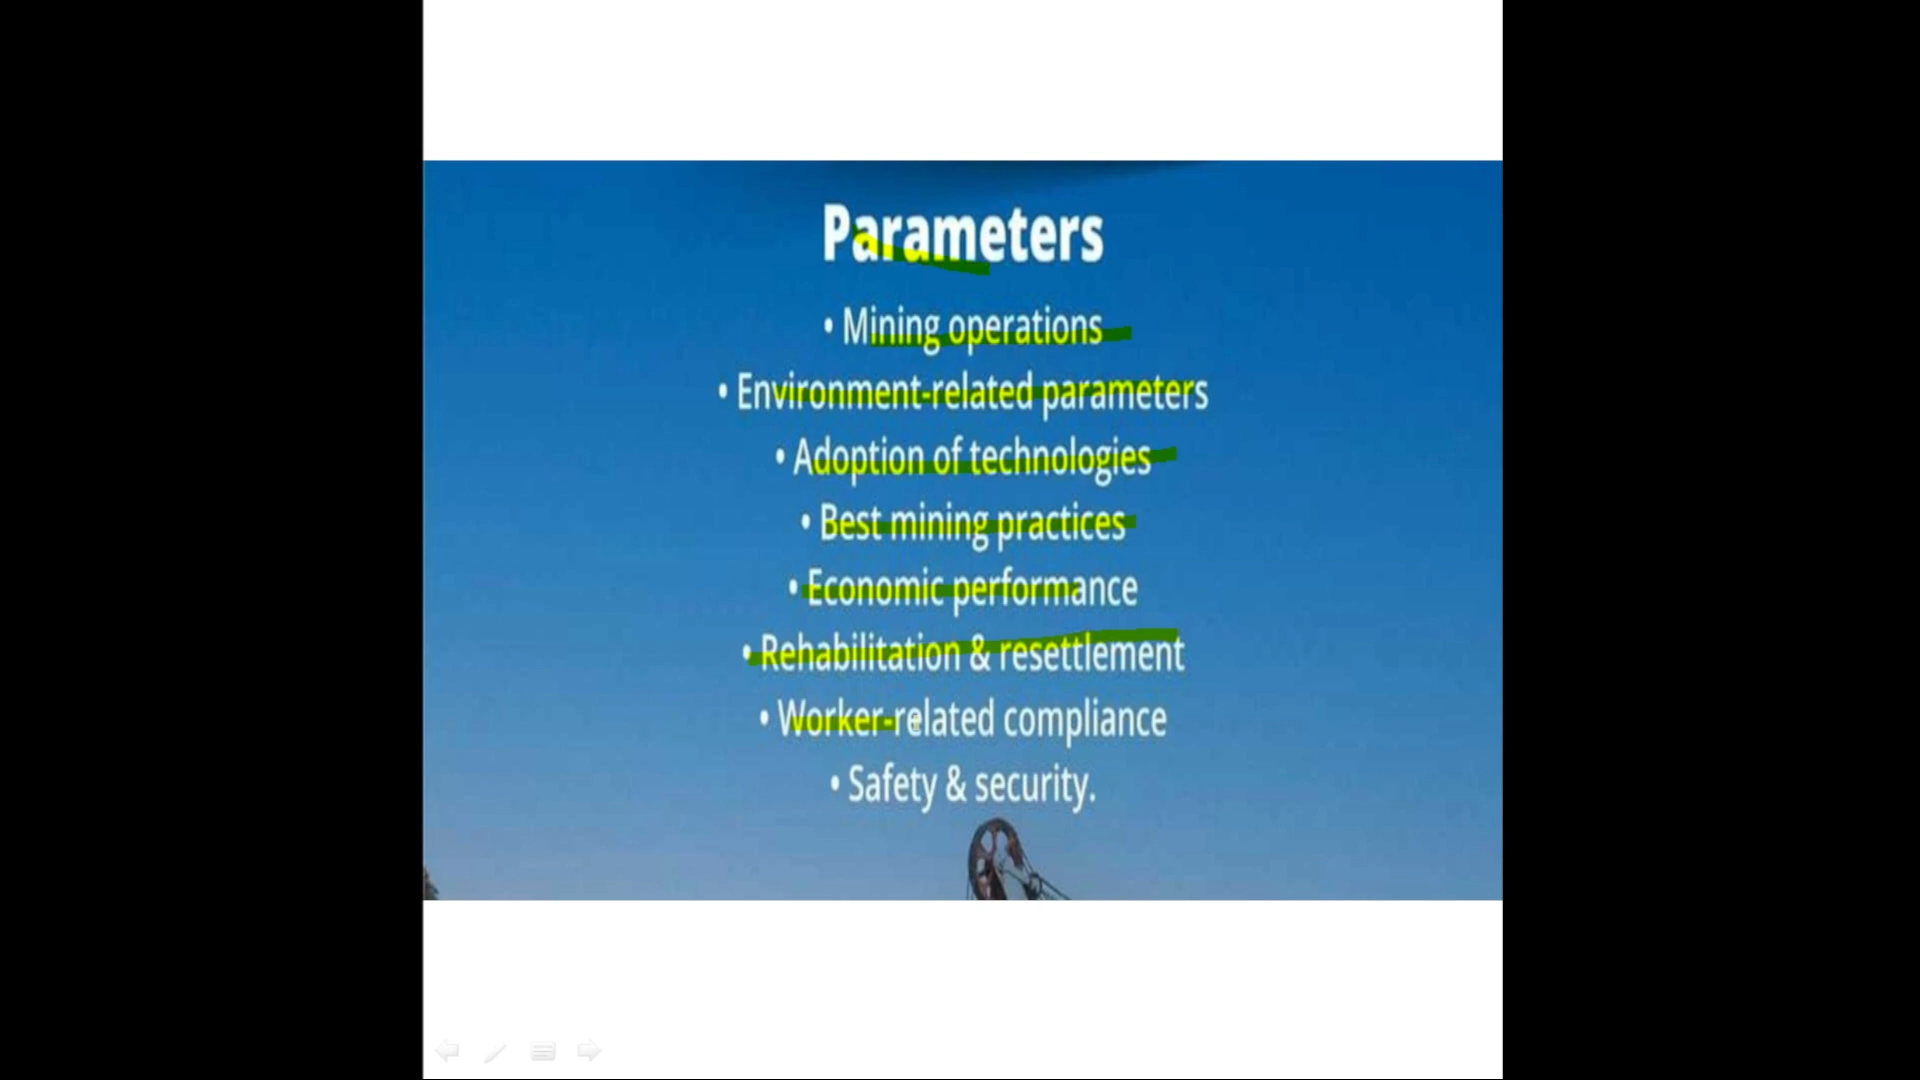 Parameters
• Mining operations
• Environment-related parameters
• Adoption of technologies
• Best mining practices
• Economic performance
• Rehabilitation & resettlement
• Worker-related compliance
• Safety & security.